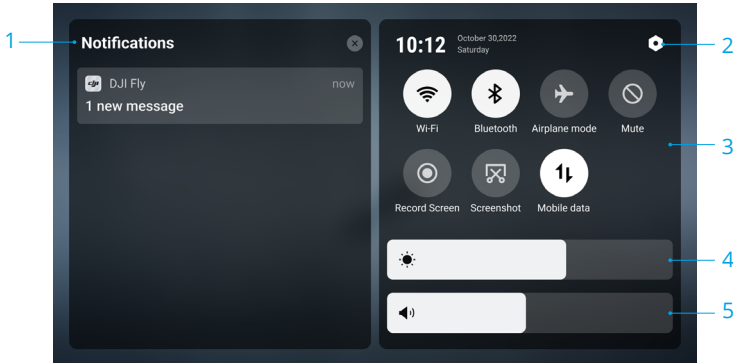 1
Notifications
DJI Fly
now
1 new message
10:12
October 30,2022
Saturday
2
Wi-Fi
Bluetooth
Airplane mode
Mute
3
Record Screen
Screenshot
Mobile data
4
5